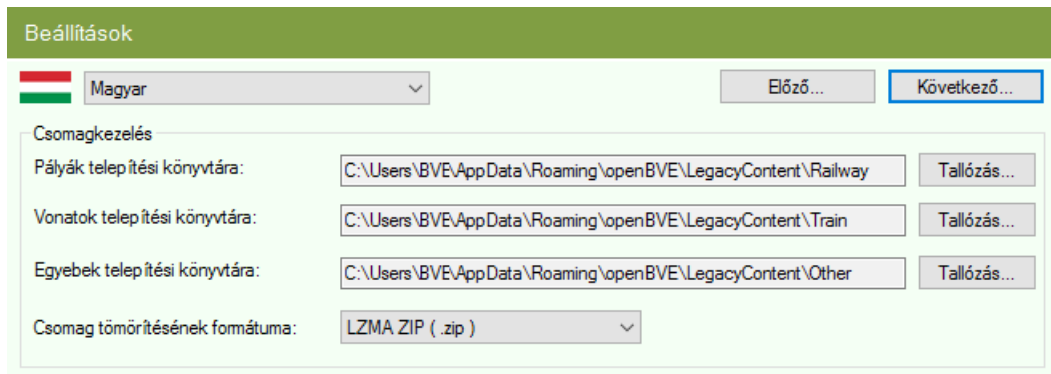 Beállítások
Magyar
Előző...
Következő...
Csomagkezelés
Pályák telepítési könyvtára:
C:\Users\BVE\AppData\Roaming\openBVE\LegacyContent\Railway
Tallózás...
Vonatok telepítési könyvtára:
C:\Users\BVE\AppData\Roaming\openBVE\LegacyContent\Train
Tallózás...
Egyebek telepítési könyvtára:
C:\Users\BVE\AppData\Roaming\openBVE\LegacyContent\Other
Tallózás...
Csomag tömörítésének formátuma:
LZMA ZIP ( .zip )